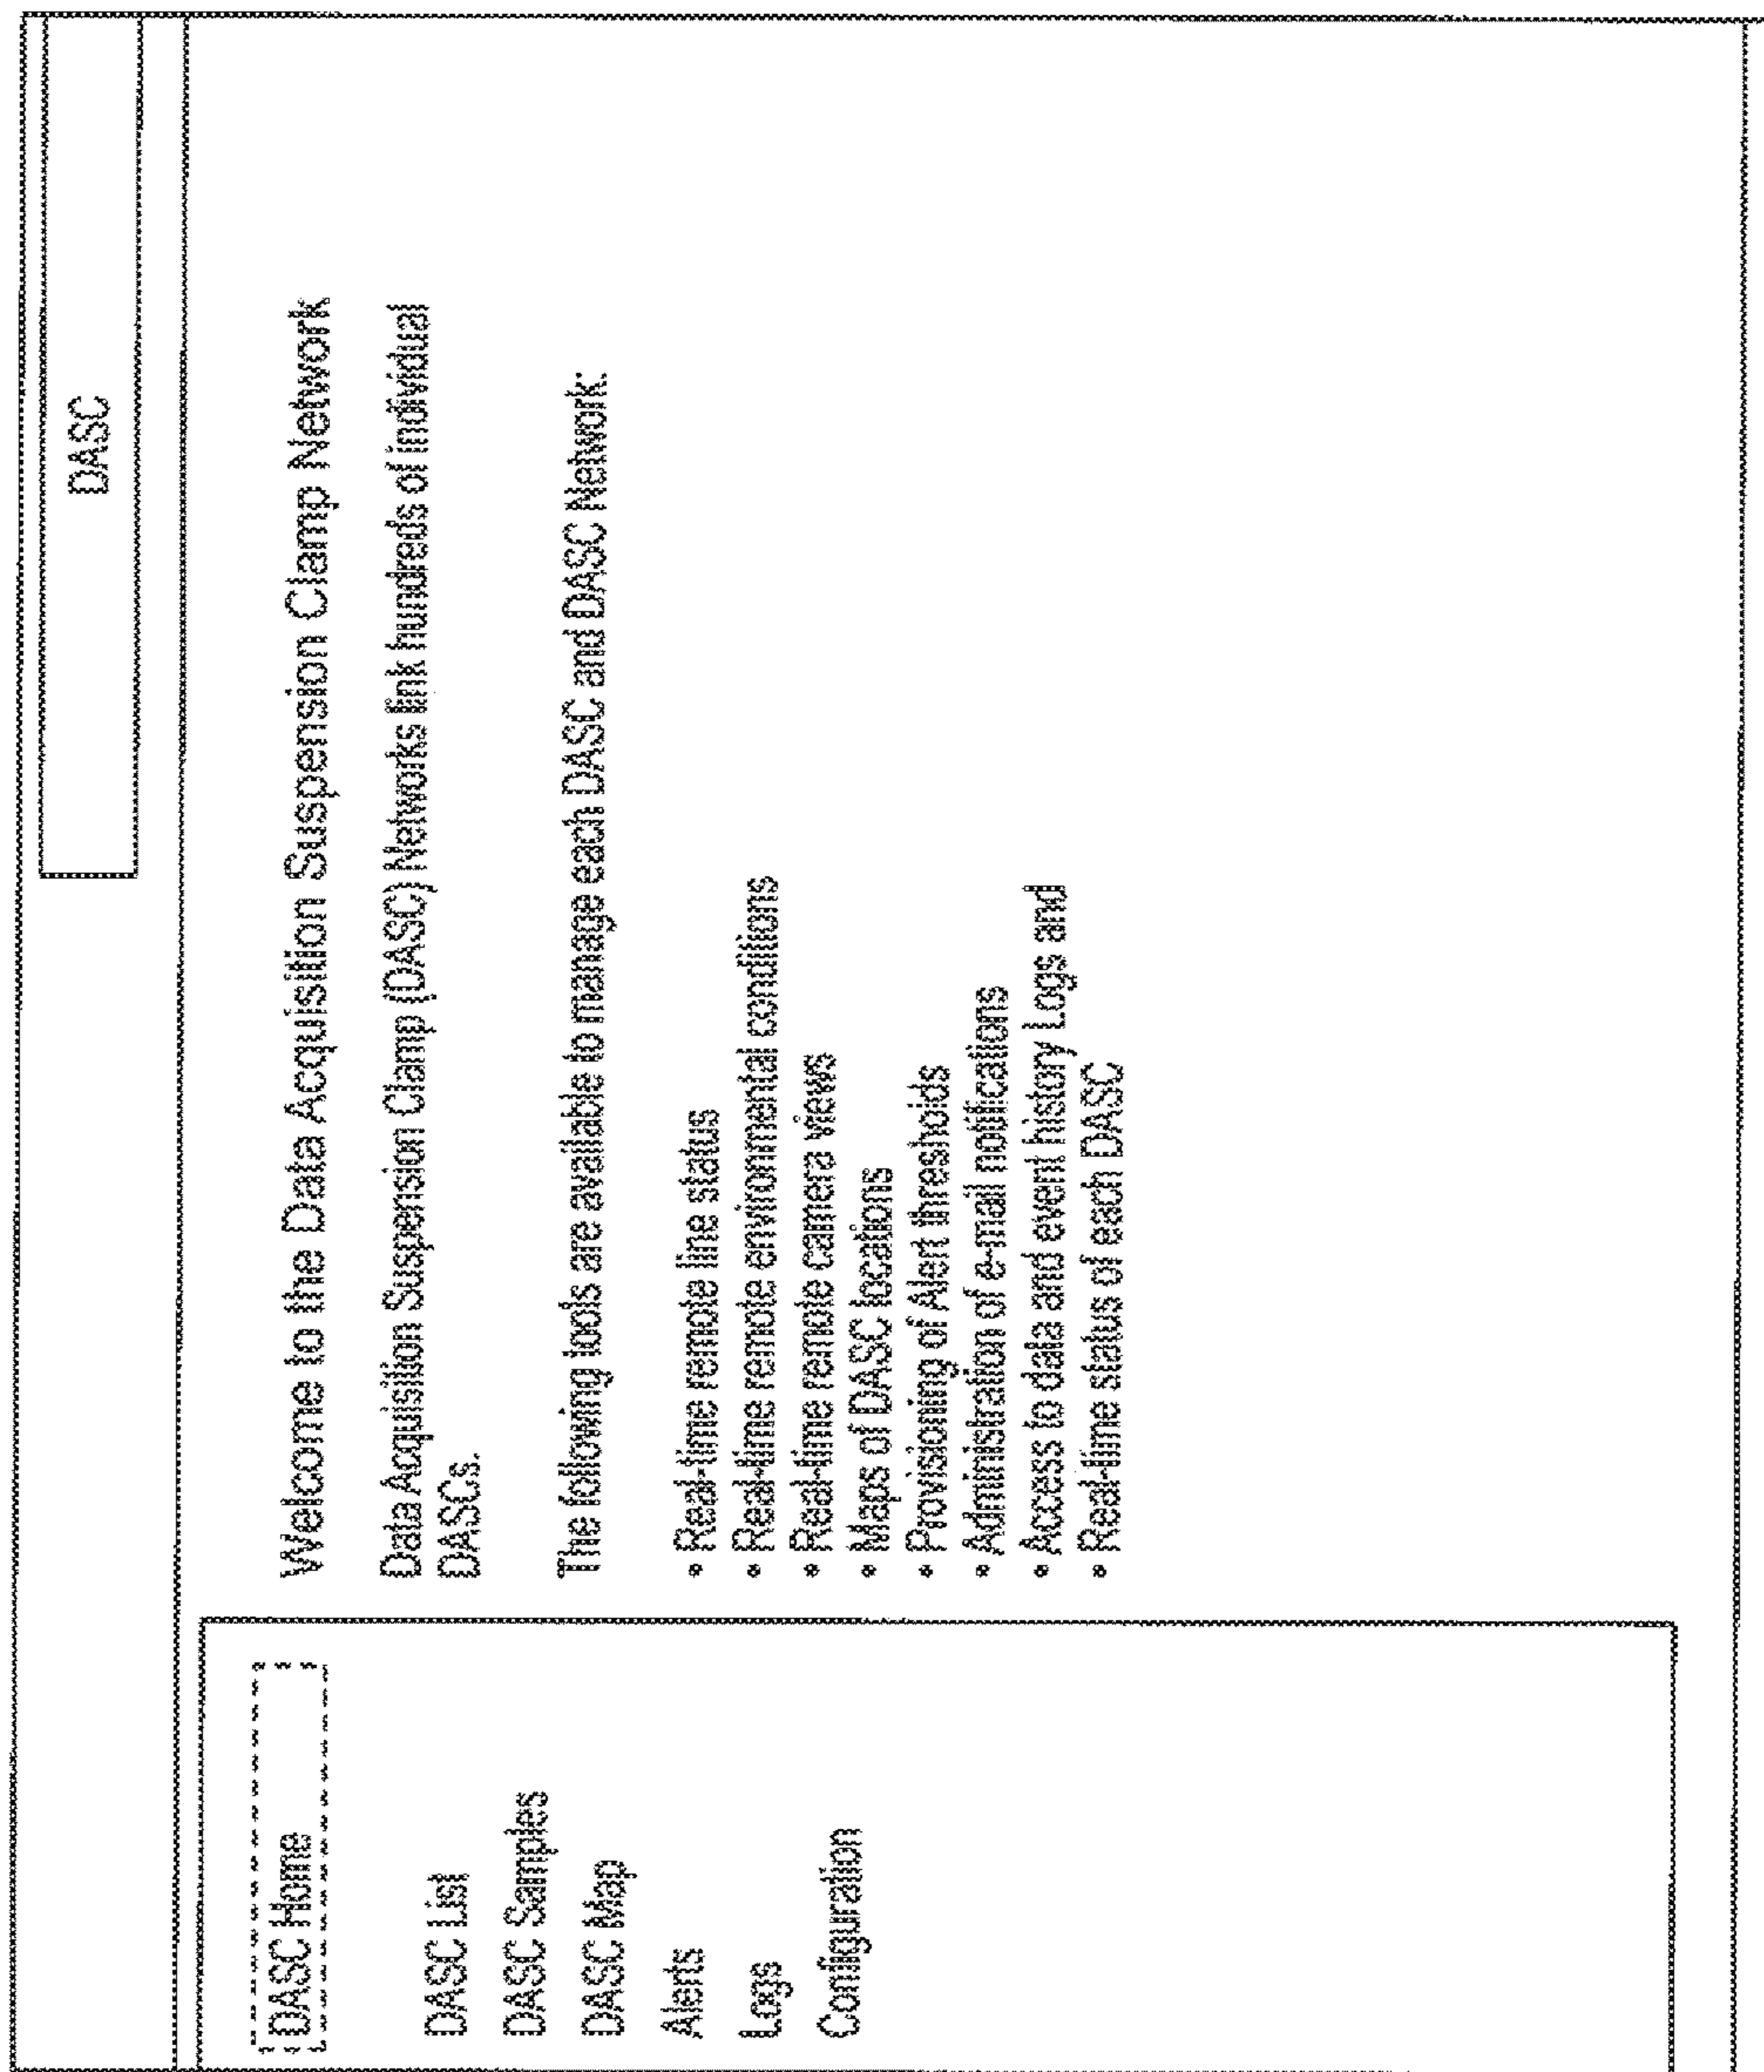 DASC
DASC Home
DASC List
DASC Samples
DASC Map
Alerts
Logs
Configuration
Welcome to the Data Acquisition Suspension Clamp Network
Data Acquisition Suspension Clamp (DASC) Networks link hundreds of individual
DASCs.
The following tools are available to manage each DASC and DASC Network:
• Real-time remote line status
• Real-time remote environmental conditions
• Real-time remote camera views
• Maps of DASC locations
• Provisioning of Alert thresholds
• Administration of e-mail notifications
• Access to data and event history Logs and
• Real-time status of each DASC